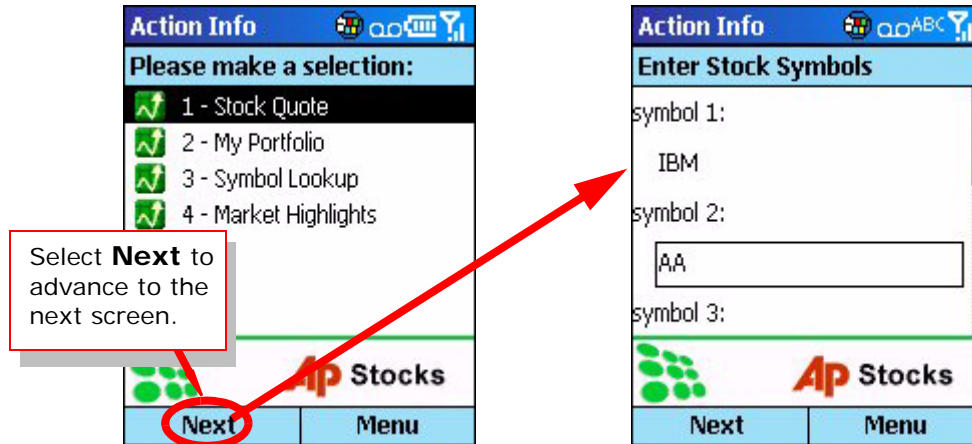 Action Info
Please make a selection:
1 - Stock Quote
2 - My Portfolio
3 - Symbol Lookup
4 - Market Highlights
Select Next to
advance to the
next screen.
AP Stocks
Next Menu
Action Info ABC
Enter Stock Symbols
symbol 1:
IBM
symbol 2:
AA
symbol 3:
AP Stocks
Next Menu